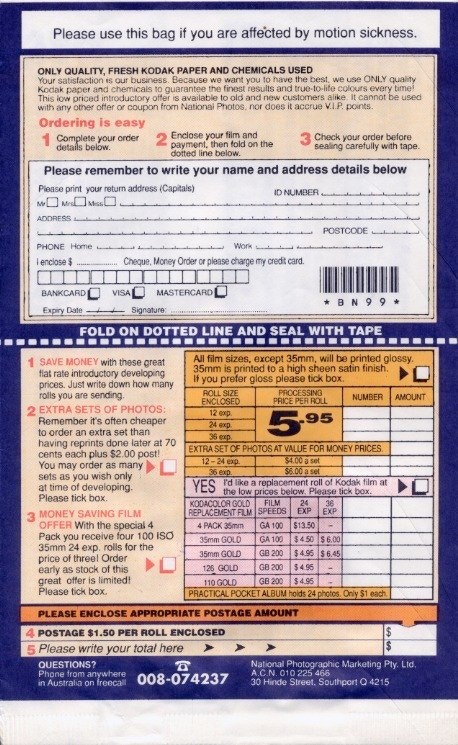 Please use this bag if you are affected by motion sickness.
ONLY QUALITY, FRESH KODAK PAPER AND CHEMICALS USED
Your satisfaction is our business. Because we want you to have the best, we use ONLY quality
Kodak paper and chemicals to guarantee the finest results and true-to-life colours every time!
This low priced introductory offer is available to old and new customers alike. It cannot be used
with any other offer or coupon from National Photos, nor does it accrue V.I.P. points.
Ordering is easy
1 Complete your order
details below.
2 Enclose your film and
payment, then fold on the
dotted line below.
3 Check your order before
sealing carefully with tape.
Please remember to write your name and address details below
Please print your return address (Capitals)
ID NUMBER
Mr Mrs Miss
ADDRESS
POSTCODE
PHONE Home Work
I enclose $ Cheque, Money Order or please charge my credit card.
BANKCARD VISA MASTERCARD
* BN99 *
Expiry Date / Signature:
FOLD ON DOTTED LINE AND SEAL WITH TAPE
1 SAVE MONEY with these great
flat rate introductory developing
prices. Just write down how many
rolls you are sending.
2 EXTRA SETS OF PHOTOS:
Remember it's often cheaper
to order an extra set than
having reprints done later at 70
cents each plus $2.00 post!
You may order as many
sets as you wish only
at time of developing.
Please tick box.
3 MONEY SAVING FILM
OFFER With the special 4
Pack you receive four 100 ISO
35mm 24 exp. rolls for the
price of three! Order
early as stock of this
great offer is limited!
Please tick box.
All film sizes, except 35mm, will be printed glossy.
35mm is printed to a high sheen satin finish.
If you prefer gloss please tick box.
ROLL SIZE
ENCLOSED
PROCESSING
PRICE PER ROLL
NUMBER
AMOUNT
12 exp.
24 exp.
36 exp.
5.95
EXTRA SET OF PHOTOS AT VALUE FOR MONEY PRICES
12 - 24 exp. $4.00 a set
36 exp. $6.00 a set
YES I'd like a replacement roll of Kodak film at
the low prices below. Please tick box.
KODACOLOR GOLD
REPLACEMENT FILM
FILM
SPEEDS
24
EXP
36
EXP
4 PACK 35mm GA 100 $13.50 -
35mm GOLD GA 100 $4.50 $6.00
35mm GOLD GB 200 $4.95 $6.45
126 GOLD GB 200 $4.95 -
110 GOLD GB 200 $4.95 -
PRACTICAL POCKET ALBUM holds 24 photos. Only $1 each.
PLEASE ENCLOSE APPROPRIATE POSTAGE AMOUNT
4 POSTAGE $1.50 PER ROLL ENCLOSED $
5 Please write your total here $
QUESTIONS?
Phone from anywhere
in Australia on freecall
008-074237
National Photographic Marketing Pty. Ltd.
A.C.N. 010 225 466
30 Hinde Street, Southport Q 4215